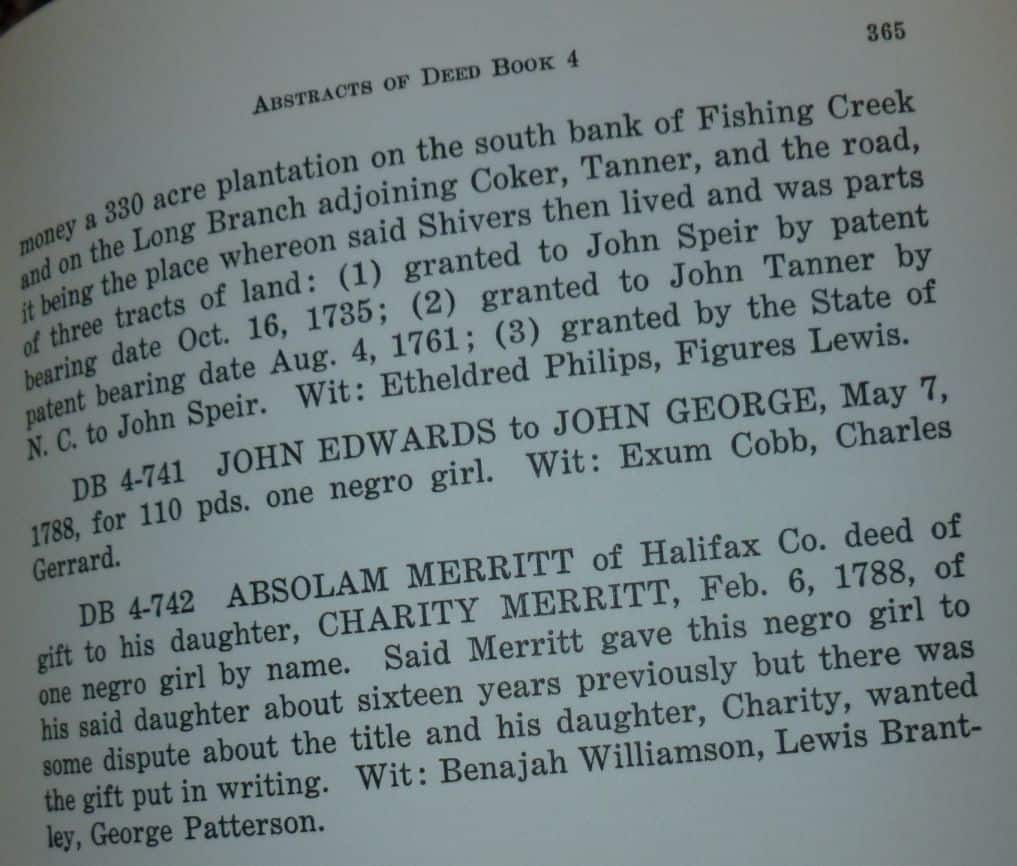 365
ABSTRACTS OF DEED BOOK 4
money a 330 acre plantation on the south bank of Fishing Creek
and on the Long Branch adjoining Coker, Tanner, and the road,
it being the place whereon said Shivers then lived and was parts
of three tracts of land: (1) granted to John Speir by patent
bearing date Oct. 16, 1735; (2) granted to John Tanner by
patent bearing date Aug. 4, 1761; (3) granted by the State of
N. C. to John Speir. Wit: Etheldred Philips, Figures Lewis.
DB 4-741 JOHN EDWARDS to JOHN GEORGE, May 7,
1788, for 110 pds. one negro girl. Wit: Exum Cobb, Charles
Gerrard.
DB 4-742 ABSOLAM MERRITT of Halifax Co. deed of
gift to his daughter, CHARITY MERRITT, Feb. 6, 1788, of
one negro girl by name. Said Merritt gave this negro girl to
his said daughter about sixteen years previously but there was
some dispute about the title and his daughter, Charity, wanted
the gift put in writing. Wit: Benajah Williamson, Lewis Brant-
ley, George Patterson.